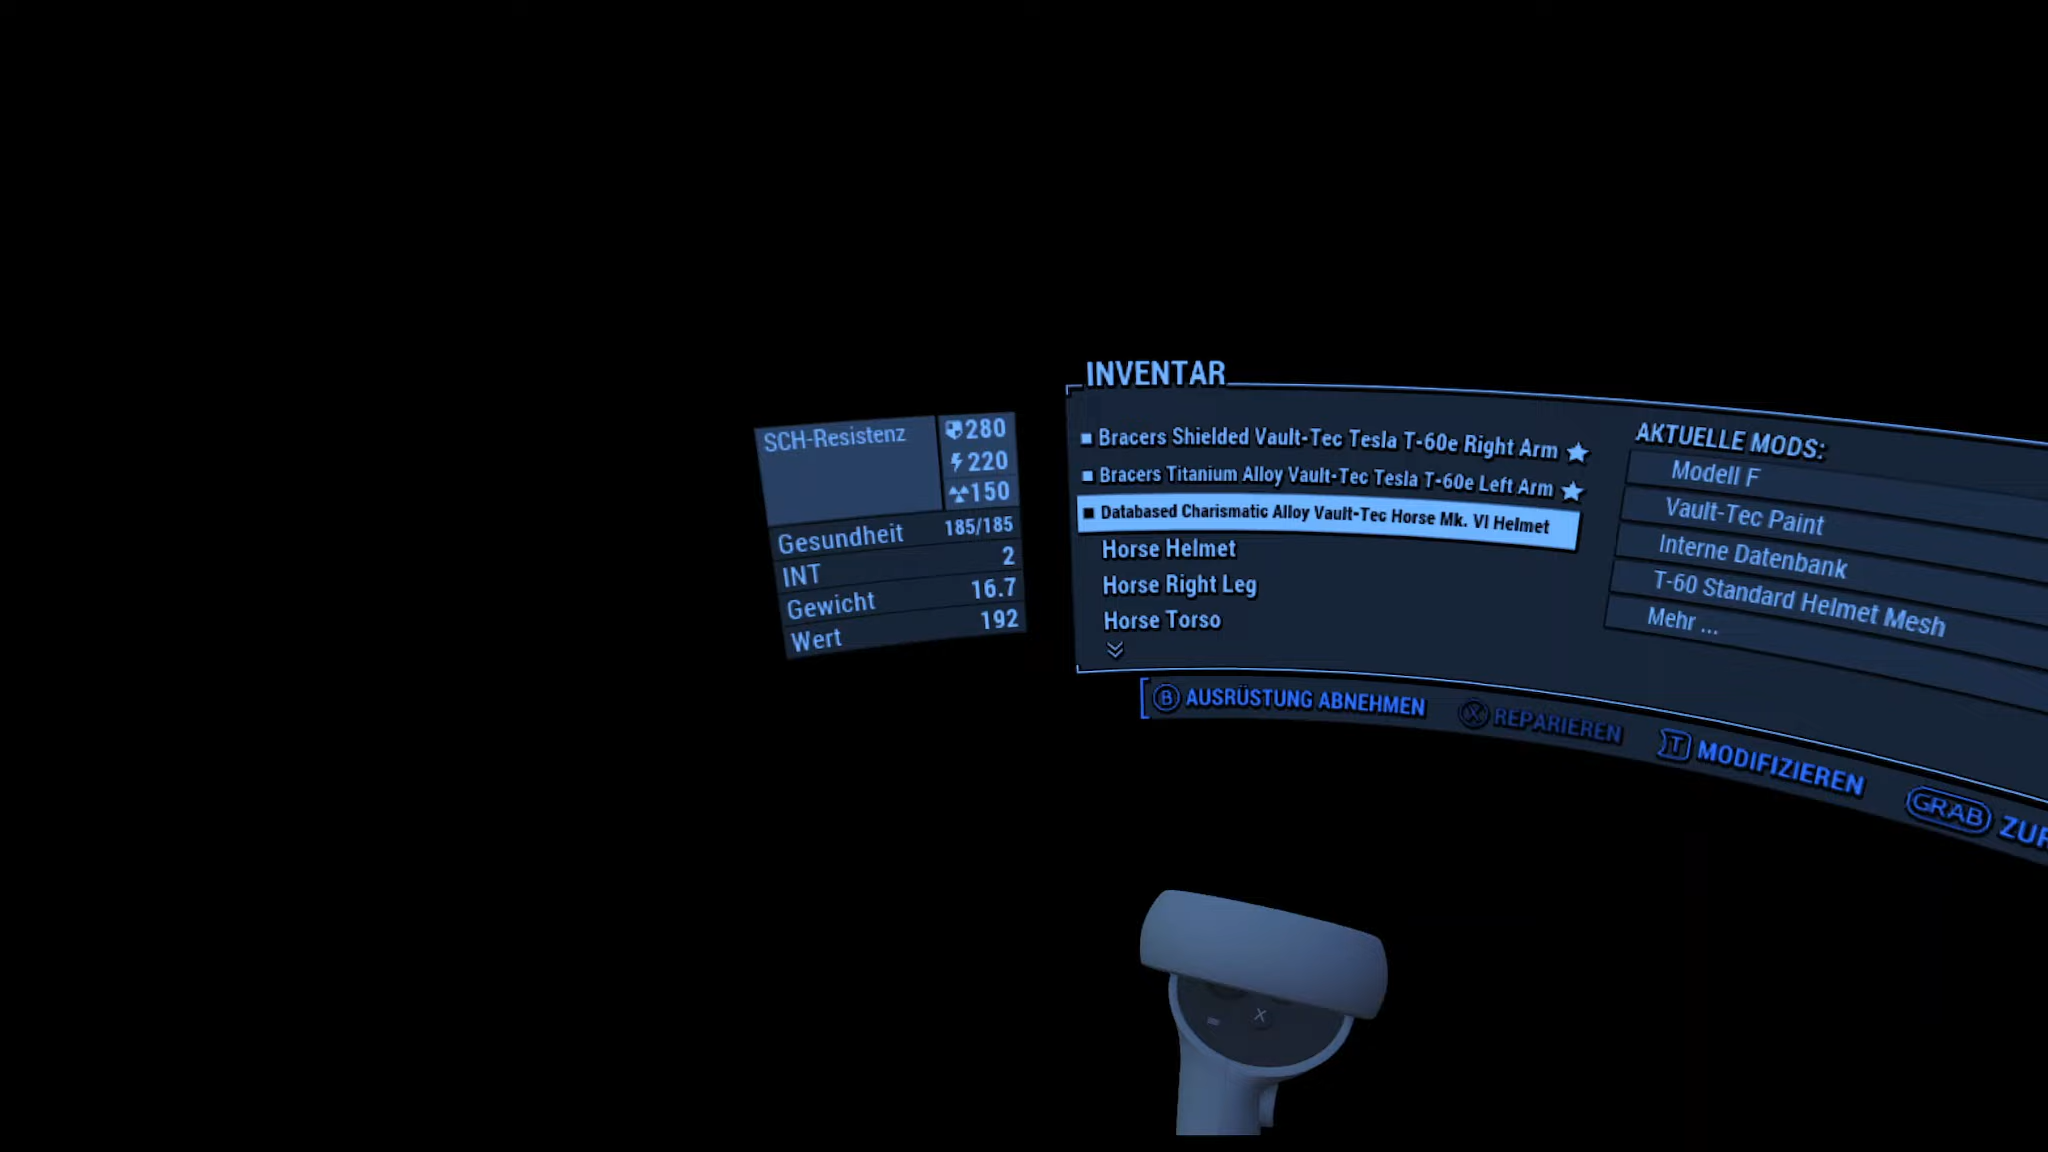 SCH-Resistenz
280
220
150
Gesundheit 185/185
INT 2
Gewicht 16.7
Wert 192
INVENTAR
Bracers Shielded Vault-Tec Tesla T-60e Right Arm
Bracers Titanium Alloy Vault-Tec Tesla T-60e Left Arm
Databased Charismatic Alloy Vault-Tec Horse Mk. VI Helmet
Horse Helmet
Horse Right Leg
Horse Torso
AKTUELLE MODS:
Modell F
Vault-Tec Paint
Interne Datenbank
T-60 Standard Helmet Mesh
Mehr ...
B AUSRÜSTUNG ABNEHMEN
X REPARIEREN
T MODIFIZIEREN
GRAB ZUR
X